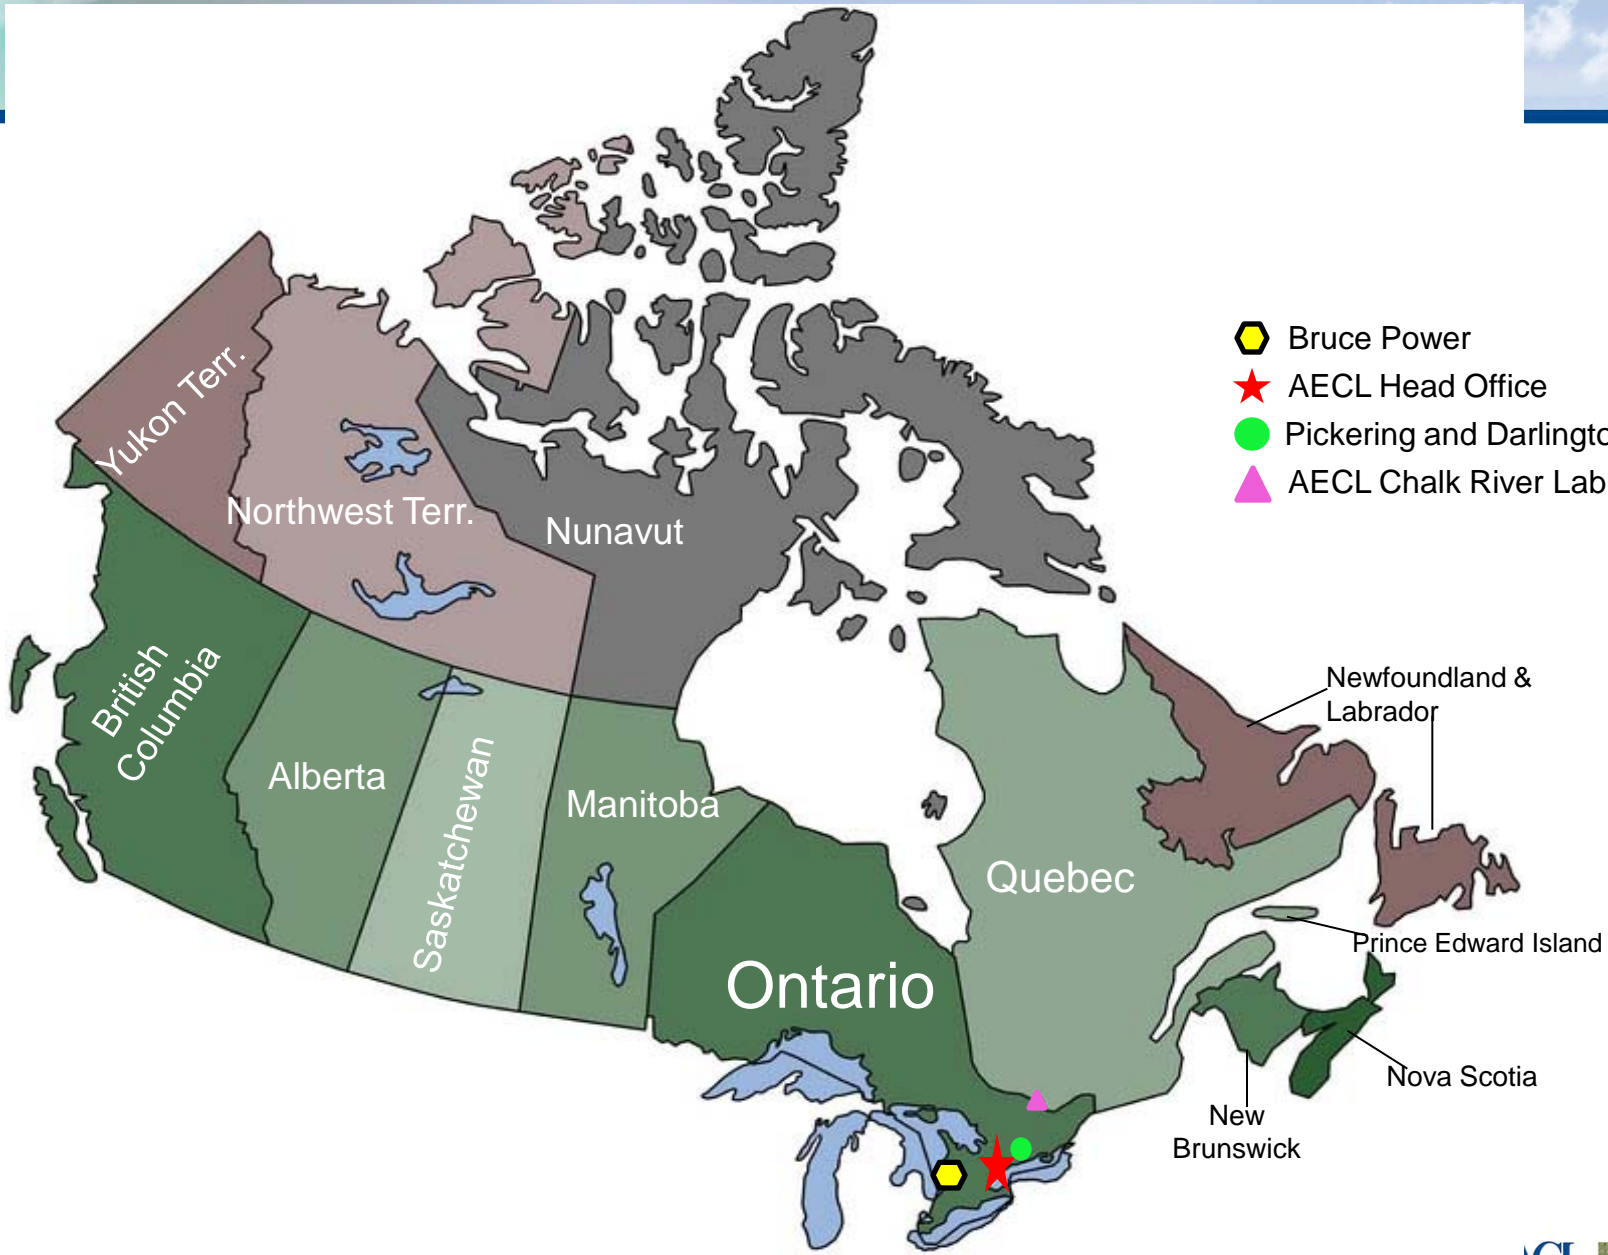 Bruce Power
AECL Head Office
Pickering and
AECL Chalk River Lab
Yukon Terr.
Northwest Terr.
Nunavut
British
Columbia
Alberta
Saskatchewan
Manitoba
Ontario
Quebec
Newfoundland &
Labrador
Prince Edward Island
Nova Scotia
New
Brunswick